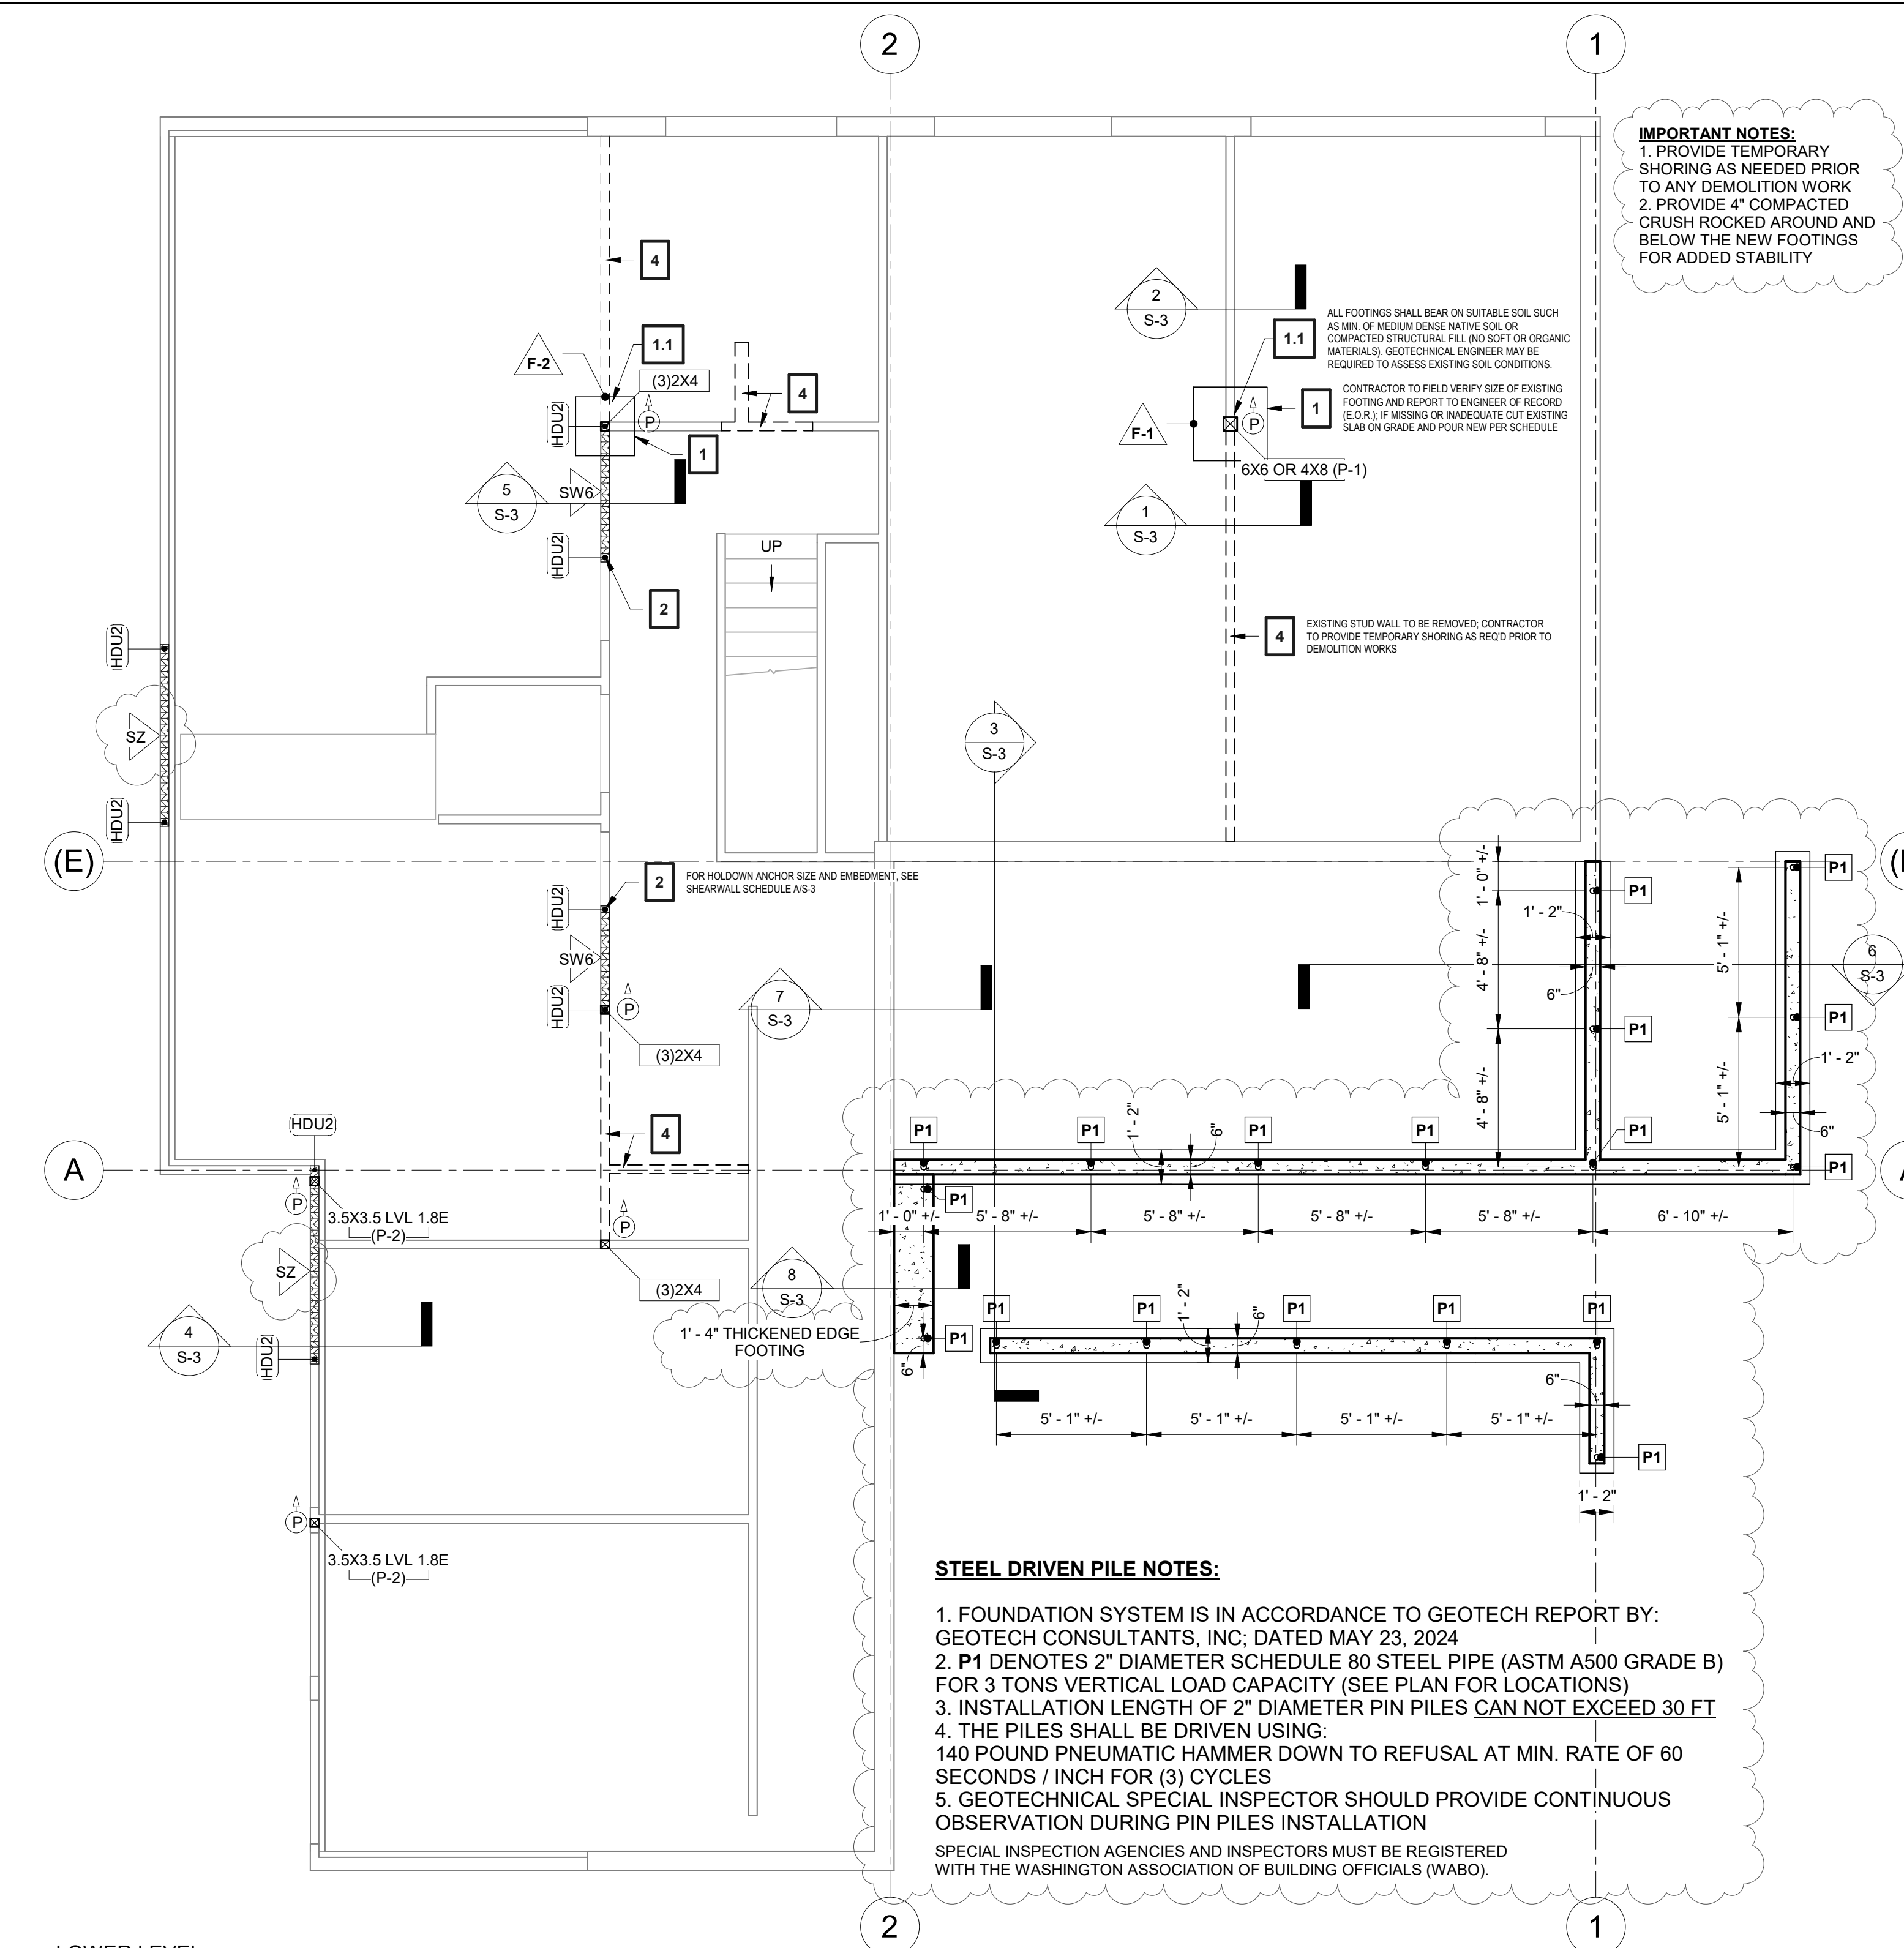 2
1
IMPORTANT NOTES:
1. PROVIDE TEMPORARY
SHORING AS NEEDED PRIOR
TO ANY DEMOLITION WORK
2. PROVIDE 4" COMPACTED
CRUSH ROCKED AROUND AND
BELOW THE NEW FOOTINGS
FOR ADDED STABILITY
4
2
S-3
1.1
ALL FOOTINGS SHALL BEAR ON SUITABLE SOIL SUCH
AS MIN. OF MEDIUM DENSE NATIVE SOIL OR
COMPACTED STRUCTURAL FILL (NO SOFT OR ORGANIC
MATERIALS). GEOTECHNICAL ENGINEER MAY BE
REQUIRED TO ASSESS EXISTING SOIL CONDITIONS.
F-2
1.1
(3)2X4
4
HDU2
P
1
F-1
P
1
CONTRACTOR TO FIELD VERIFY SIZE OF EXISTING
FOOTING AND REPORT TO ENGINEER OF RECORD
(E.O.R.); IF MISSING OR INADEQUATE CUT EXISTING
SLAB ON GRADE AND POUR NEW PER SCHEDULE
6X6 OR 4X8 (P-1)
5
S-3
SW6
1
S-3
HDU2
UP
2
HDU2
4
EXISTING STUD WALL TO BE REMOVED; CONTRACTOR
TO PROVIDE TEMPORARY SHORING AS REQ'D PRIOR TO
DEMOLITION WORKS
SZ
3
S-3
HDU2
(E)
2
FOR HOLDOWN ANCHOR SIZE AND EMBEDMENT, SEE
SHEARWALL SCHEDULE A/S-3
HDU2
SW6
HDU2
P
(3)2X4
7
S-3
1' - 0" +/-
4' - 8" +/-
4' - 8" +/-
1' - 2"
6"
P1
P1
P1
5' - 1" +/-
5' - 1" +/-
P1
P1
P1
6
S-3
1' - 2"
6"
HDU2
4
A
P1
P1
1' - 2"
P1
6"
P1
P1
1' - 0" +/-
5' - 8" +/-
5' - 8" +/-
5' - 8" +/-
5' - 8" +/-
6' - 10" +/-
P
3.5X3.5 LVL 1.8E
(P-2)
P
SZ
(3)2X4
8
S-3
1' - 4" THICKENED EDGE
FOOTING
P1
6"
P1
P1
1' - 2"
P1
6"
P1
P1
4
S-3
HDU2
5' - 1" +/-
5' - 1" +/-
5' - 1" +/-
5' - 1" +/-
6"
P1
1' - 2"
P
3.5X3.5 LVL 1.8E
(P-2)
STEEL DRIVEN PILE NOTES:
1. FOUNDATION SYSTEM IS IN ACCORDANCE TO GEOTECH REPORT BY:
GEOTECH CONSULTANTS, INC; DATED MAY 23, 2024
2. P1 DENOTES 2" DIAMETER SCHEDULE 80 STEEL PIPE (ASTM A500 GRADE B)
FOR 3 TONS VERTICAL LOAD CAPACITY (SEE PLAN FOR LOCATIONS)
3. INSTALLATION LENGTH OF 2" DIAMETER PIN PILES CAN NOT EXCEED 30 FT
4. THE PILES SHALL BE DRIVEN USING:
140 POUND PNEUMATIC HAMMER DOWN TO REFUSAL AT MIN. RATE OF 60
SECONDS / INCH FOR (3) CYCLES
5. GEOTECHNICAL SPECIAL INSPECTOR SHOULD PROVIDE CONTINUOUS
OBSERVATION DURING PIN PILES INSTALLATION
SPECIAL INSPECTION AGENCIES AND INSPECTORS MUST BE REGISTERED
WITH THE WASHINGTON ASSOCIATION OF BUILDING OFFICIALS (WABO).
2
1
LOWER LEVEL